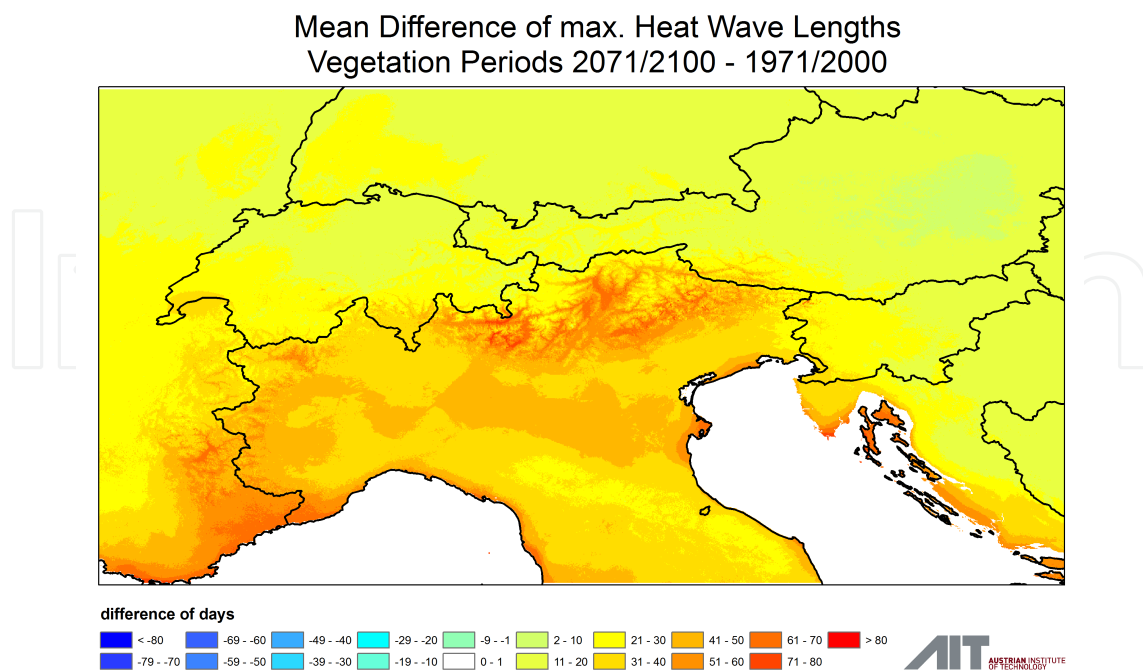 Mean Difference of max. Heat Wave Lengths
Vegetation Periods 2071/2100 - 1971/2000
difference of days
< -80 -69 - -60 -49 - -40 -29 - -20 -9 - -1 2 - 10 21 - 30 41 - 50 61 - 70 > 80
-79 - -70 -59 - -50 -39 - -30 -19 - -10 0 - 1 11 - 20 31 - 40 51 - 60 71 - 80
AIT AUSTRIAN INSTITUTE
OF TECHNOLOGY